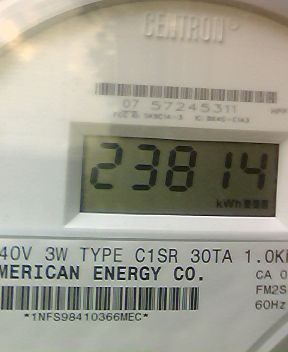 CENTRON®
07 57245311
23814
kWh
40V 3W TYPE C1SR 30TA 1.0K
MERICAN ENERGY CO.
CA 0
FM2S
60Hz
*1NFS98410366MEC*